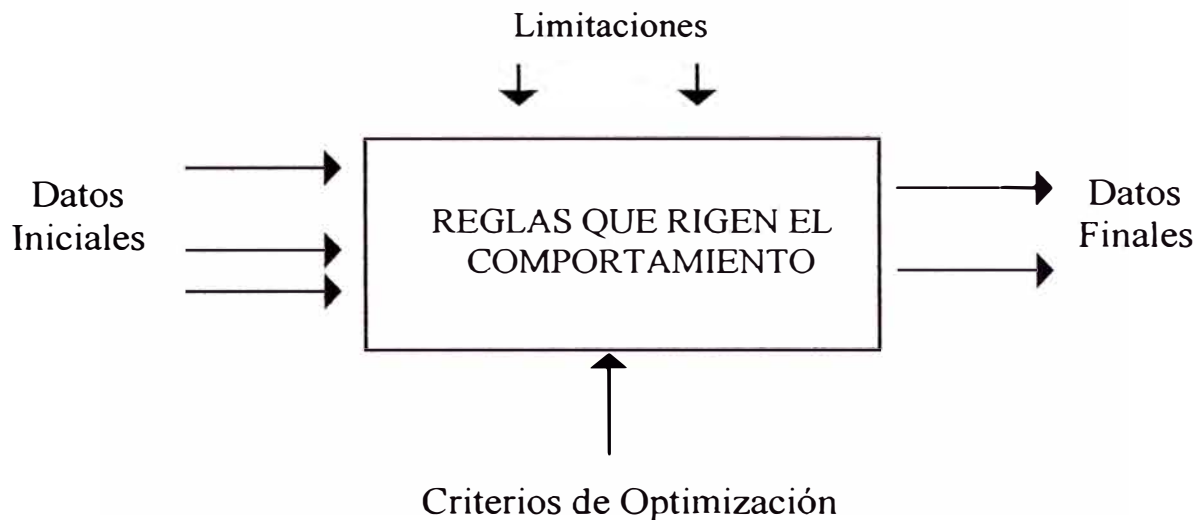 Limitaciones
Datos
Iniciales
REGLAS QUE RIGEN EL
COMPORTAMIENTO
Datos
Finales
Criterios de Optimización